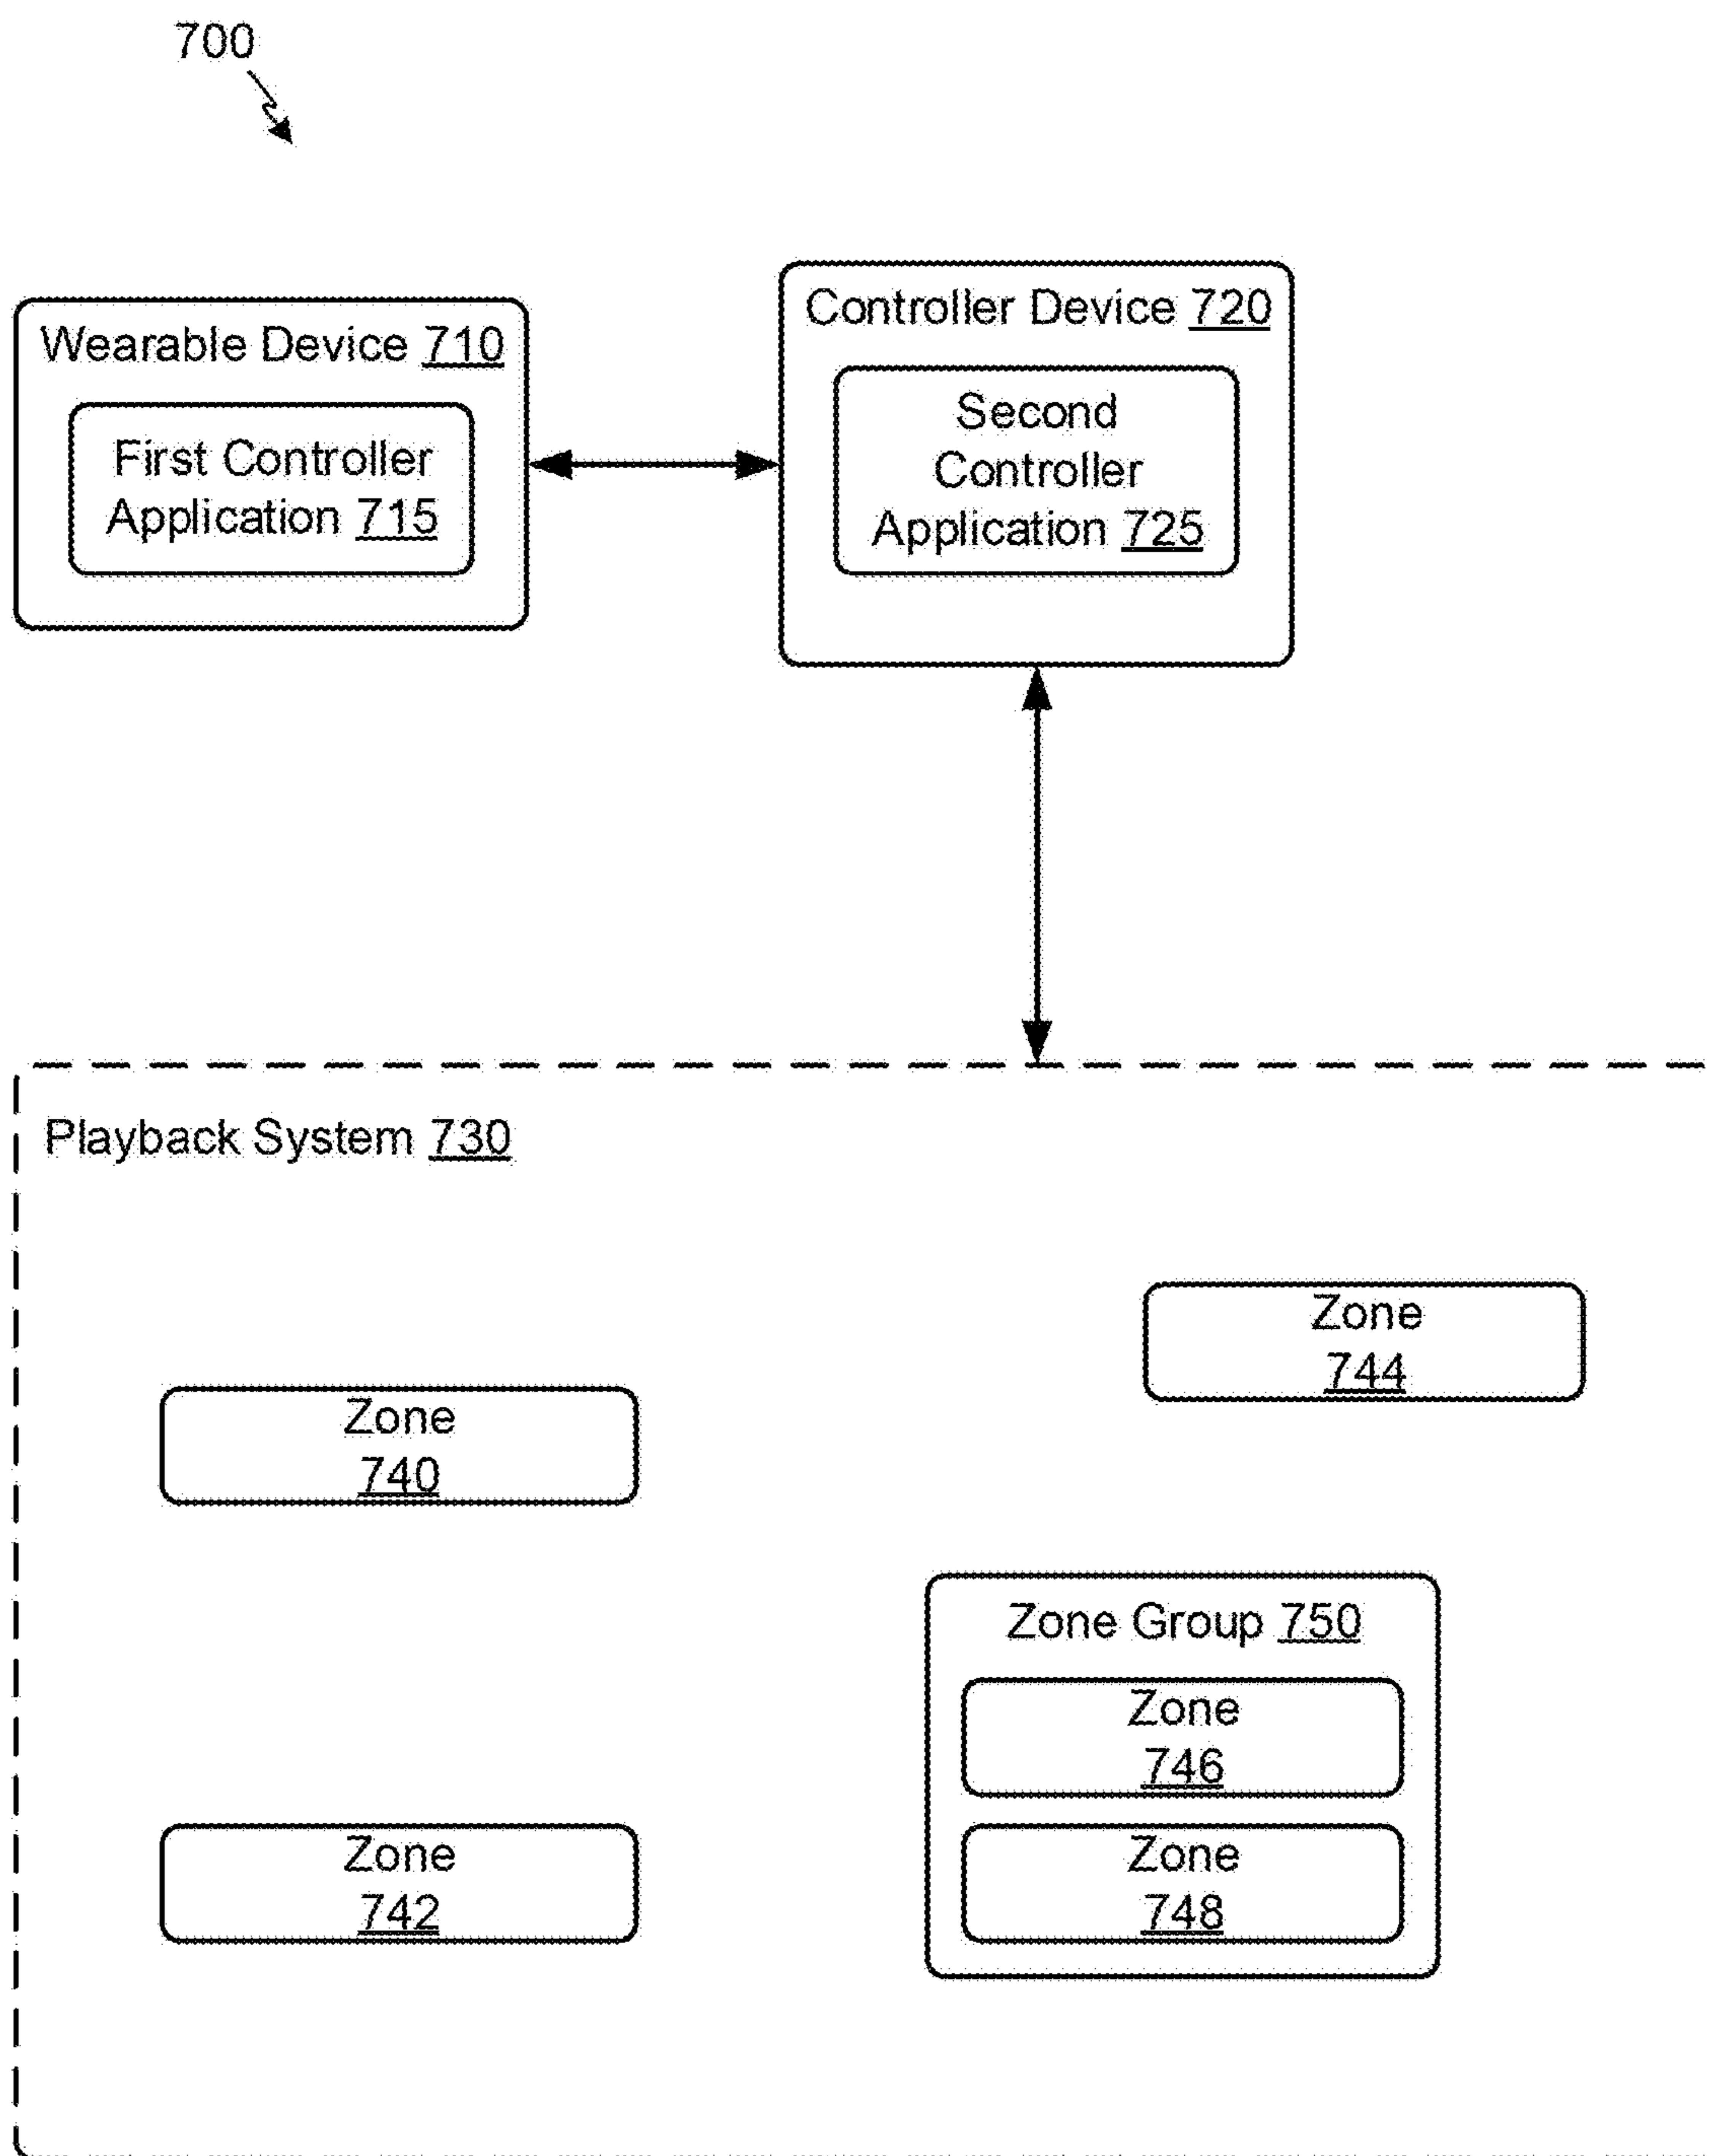 700
Wearable Device 710
First Controller
Application 715
Controller Device 720
Second
Controller
Application 725
Playback System 730
Zone
744
Zone
740
Zone Group 750
Zone
746
Zone
742
Zone
748